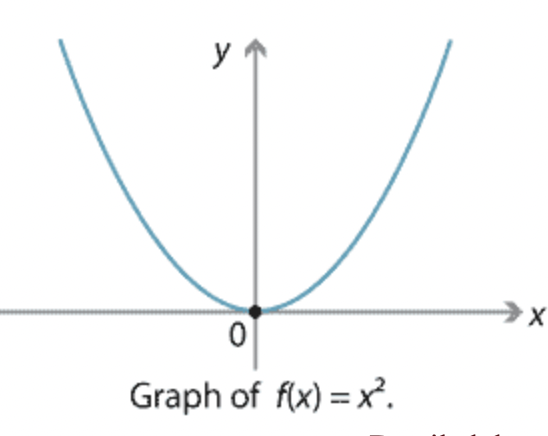 y
x
0
Graph of f(x) = x².